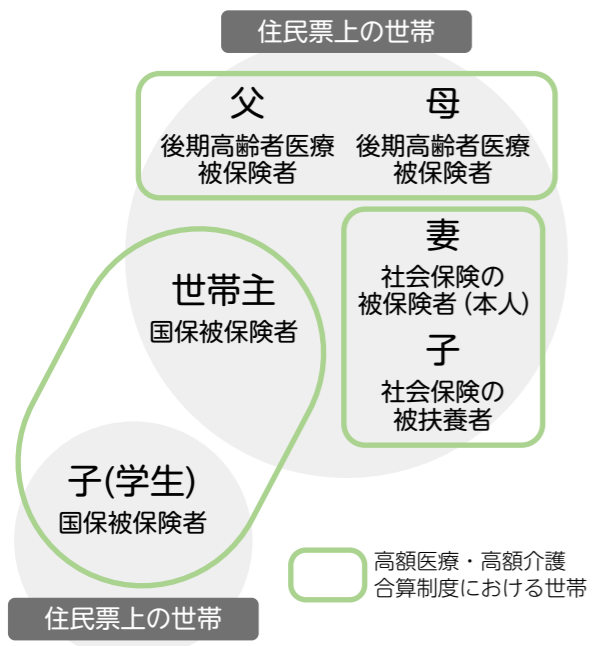 住民票上の世帯
父
後期高齢者医療
被保険者
母
後期高齢者医療
被保険者
妻
社会保険の
被保険者(本人)
子
社会保険の
被扶養者
世帯主
国保被保険者
子(学生)
国保被保険者
高額医療・高額介護
合算制度における世帯
住民票上の世帯